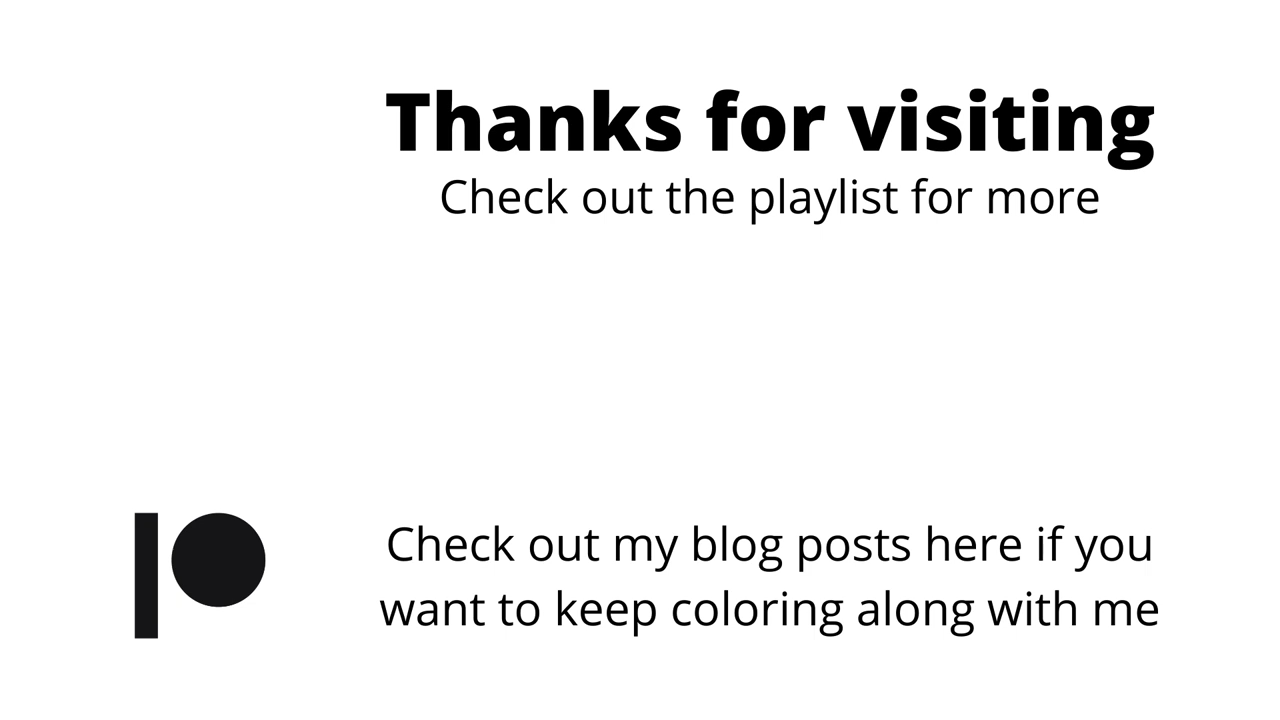 Thanks for visiting
Check out the playlist for more
Check out my blog posts here if you
want to keep coloring along with me